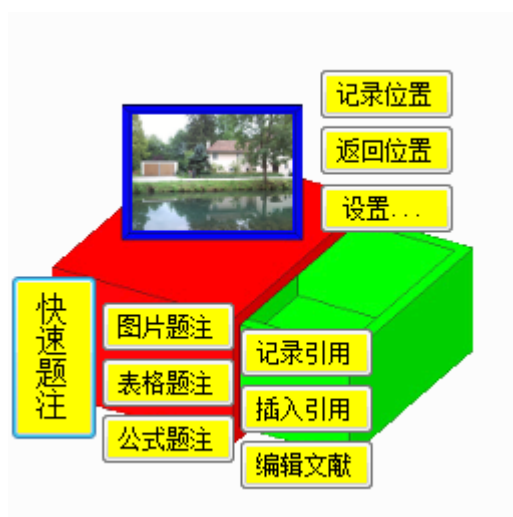 记录位置
返回位置
设置...
快速题注
图片题注
表格题注
公式题注
记录引用
插入引用
编辑文献